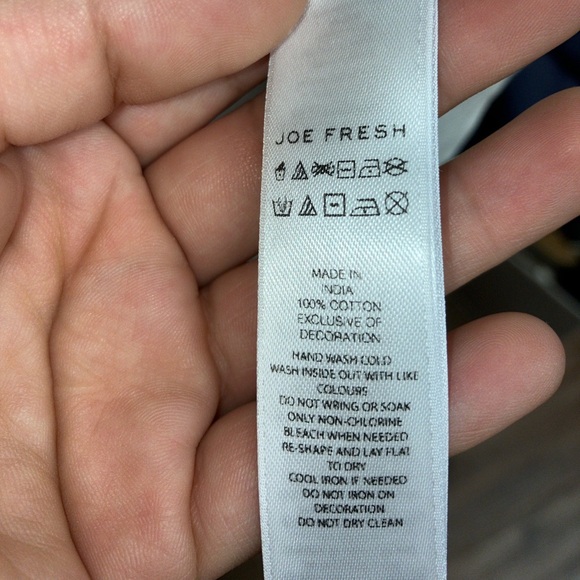 JOE FRESH
MADE IN
INDIA
100% COTTON
EXCLUSIVE OF
DECORATION
HAND WASH COLD
WASH INSIDE OUT WITH LIKE
COLOURS
DO NOT WRING OR SOAK
ONLY NON-CHLORINE
BLEACH WHEN NEEDED
RE-SHAPE AND LAY FLAT
TO DRY
COOL IRON IF NEEDED
DO NOT IRON ON
DECORATION
DO NOT DRY CLEAN